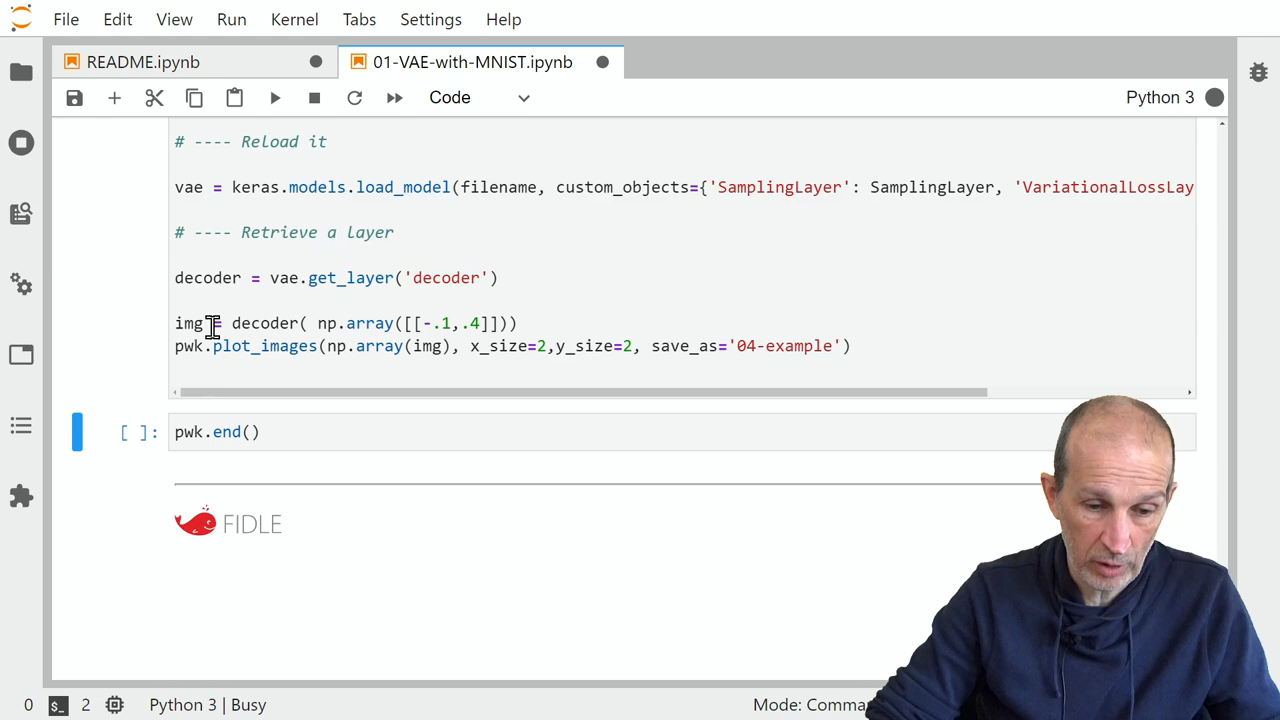 File Edit View Run Kernel Tabs Settings Help
README.ipynb 01-VAE-with-MNIST.ipynb
Code Python 3
# ---- Reload it
vae = keras.models.load_model(filename, custom_objects={'SamplingLayer': SamplingLayer, 'VariationalLossLay
# ---- Retrieve a layer
decoder = vae.get_layer('decoder')
img = decoder( np.array([[-.1,.4]]))
pwk.plot_images(np.array(img), x_size=2,y_size=2, save_as='04-example')
[ ]: pwk.end()
FIDLE
0 $_ 2 Python 3 | Busy Mode: Comma